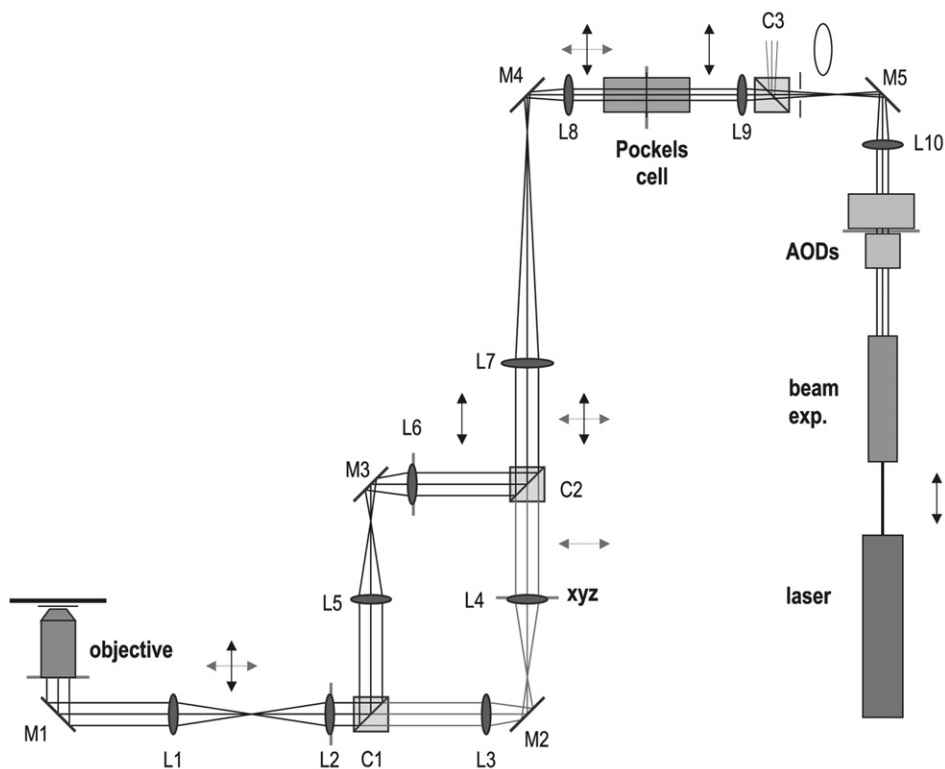 C3
M4
M5
L8
L9
L10
Pockels
cell
AODs
L7
beam
exp.
L6
M3
C2
L5
L4
xyz
laser
objective
M1
L1
L2
C1
L3
M2